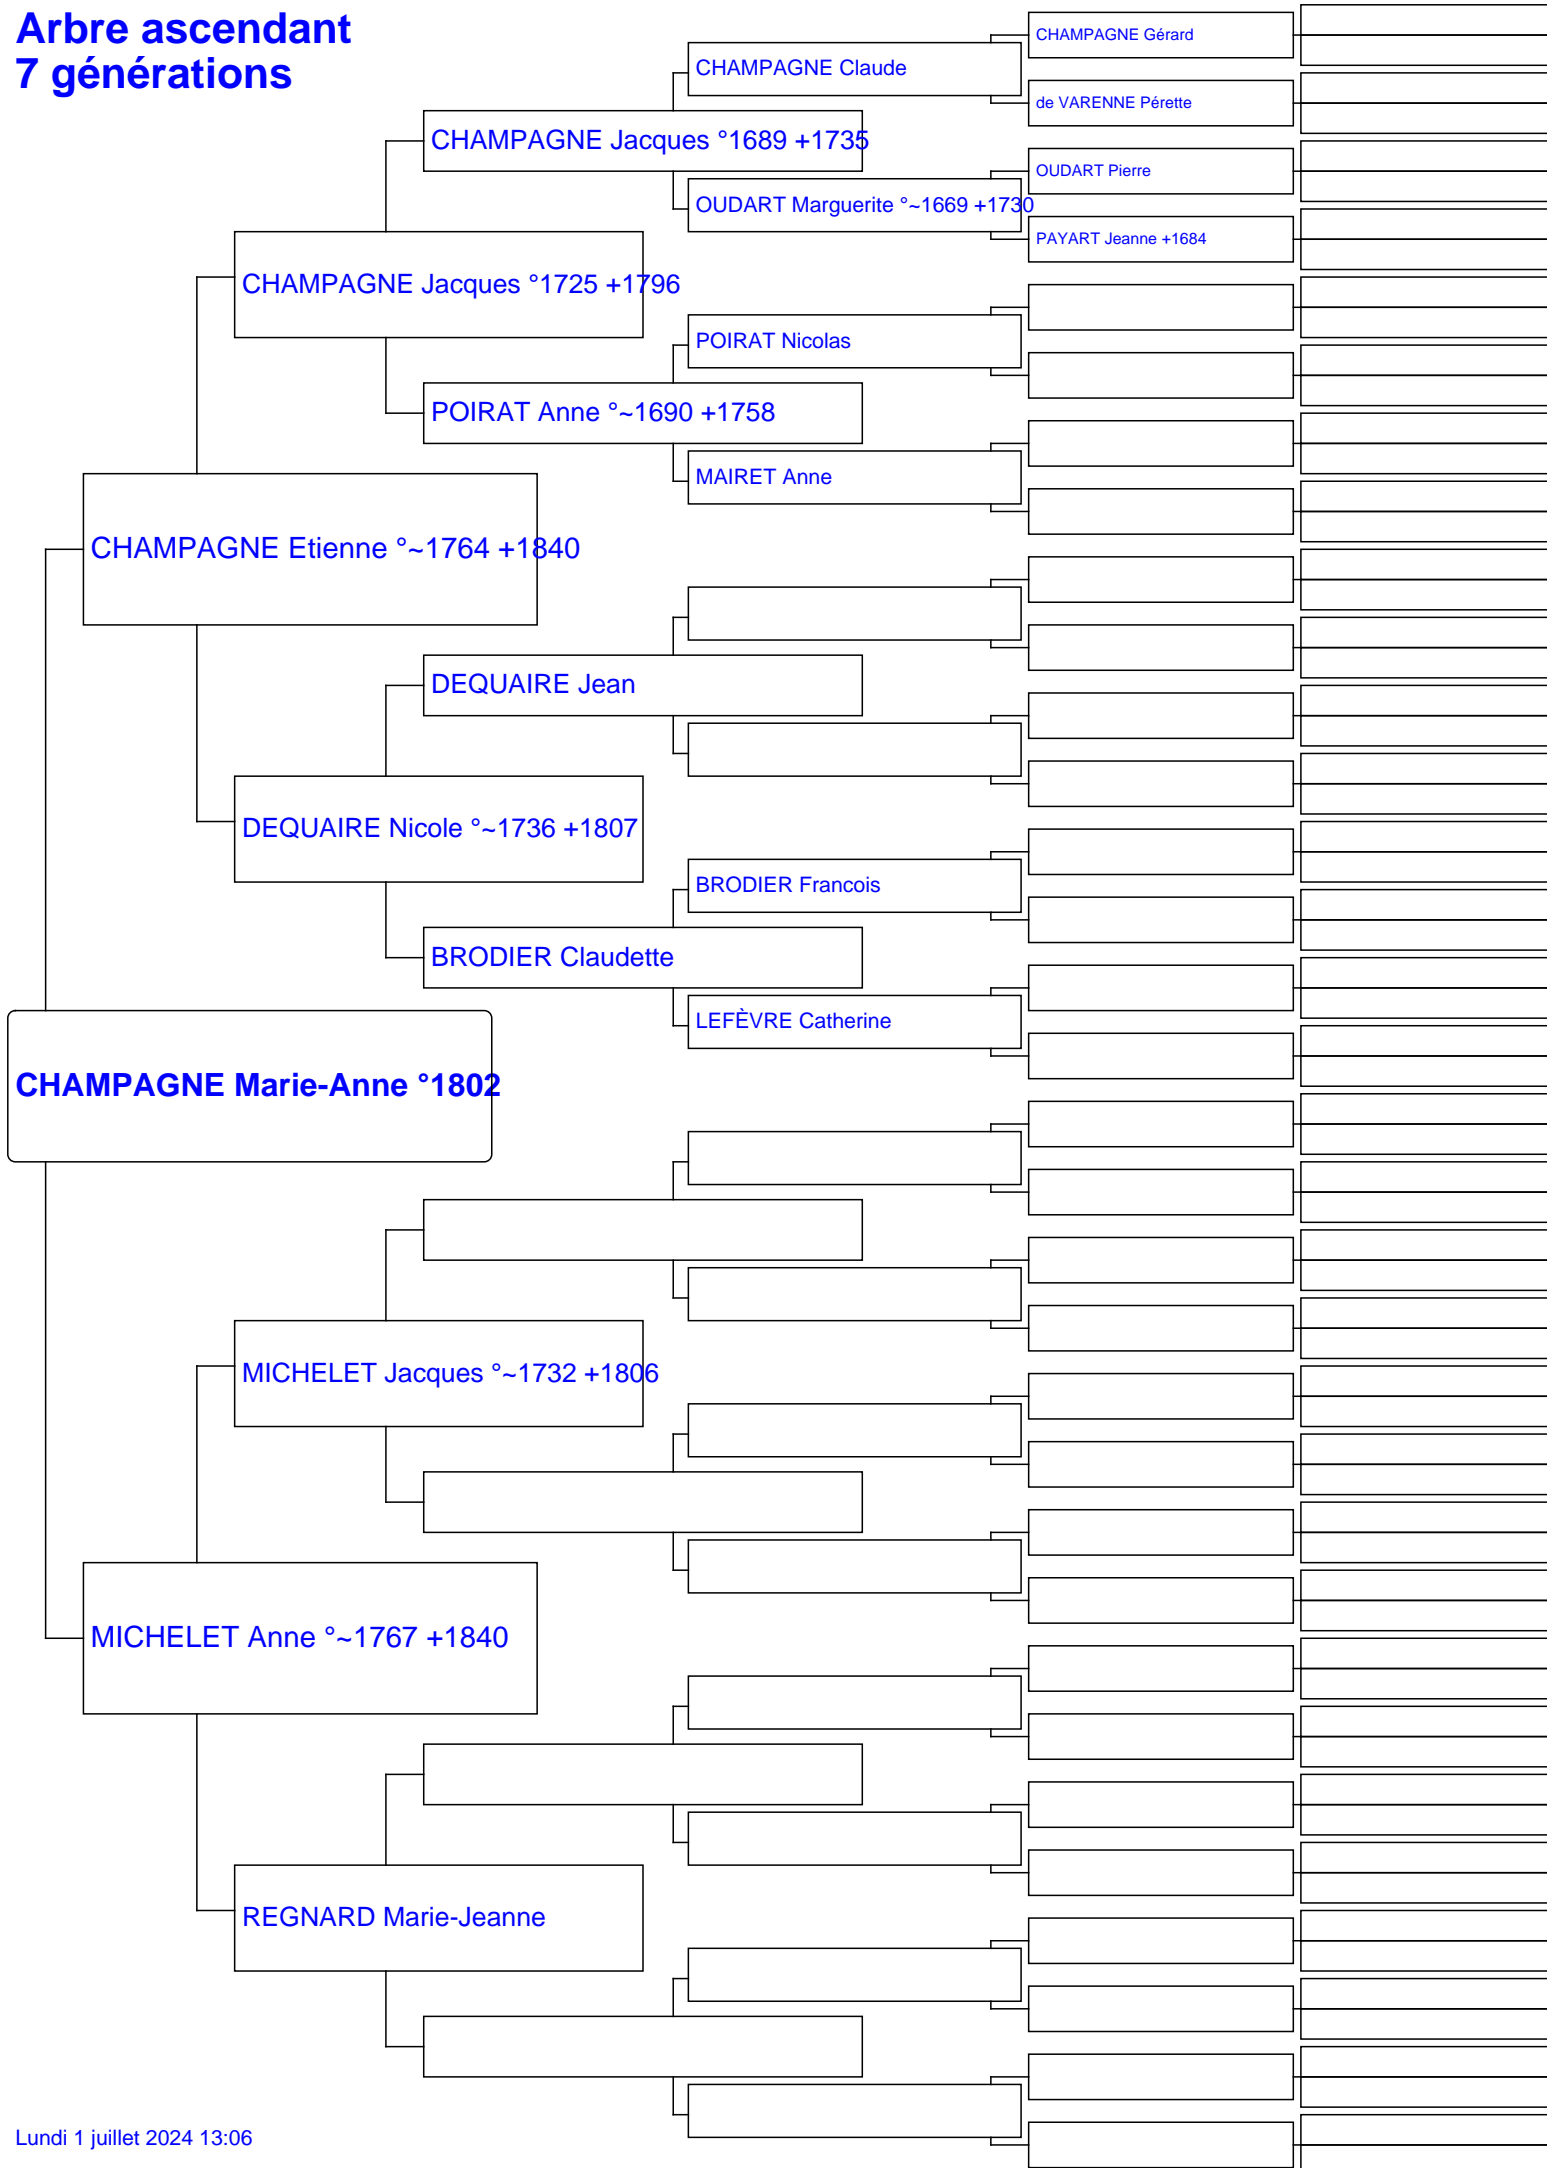 Arbre ascendant
7 générations
CHAMPAGNE Gérard
CHAMPAGNE Claude
de VARENNE Pérette
CHAMPAGNE Jacques °1689 +1735
OUDART Pierre
OUDART Marguerite °~1669 +1730
PAYART Jeanne +1684
CHAMPAGNE Jacques °1725 +1796
POIRAT Nicolas
POIRAT Anne °~1690 +1758
MAIRET Anne
CHAMPAGNE Etienne °~1764 +1840
DEQUAIRE Jean
DEQUAIRE Nicole °~1736 +1807
BRODIER Francois
BRODIER Claudette
LEFÈVRE Catherine
CHAMPAGNE Marie-Anne °1802
MICHELET Jacques °~1732 +1806
MICHELET Anne °~1767 +1840
REGNARD Marie-Jeanne
Lundi 1 juillet 2024 13:06